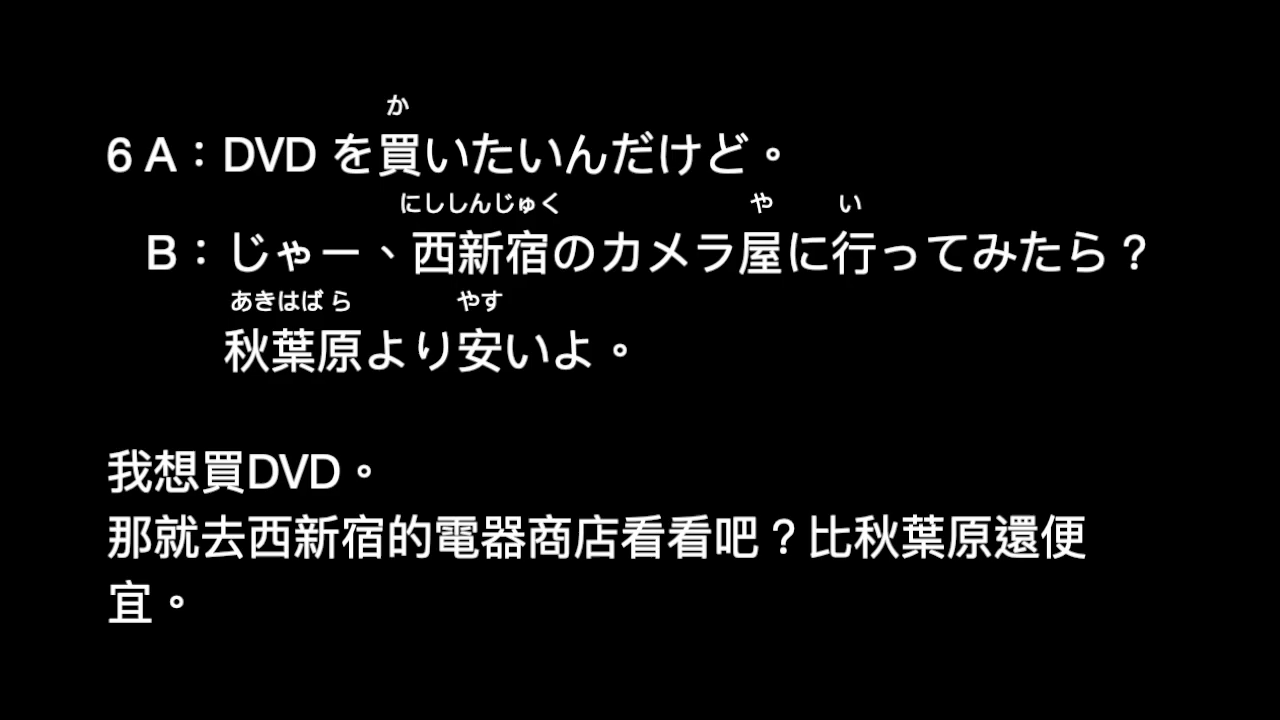 か
6 A：DVD を買いたいんだけど。
にししんじゅく や い
B：じゃー、西新宿のカメラ屋に行ってみたら？
あきはばら やす
秋葉原より安いよ。
我想買DVD。
那就去西新宿的電器商店看看吧？比秋葉原還便
宜。